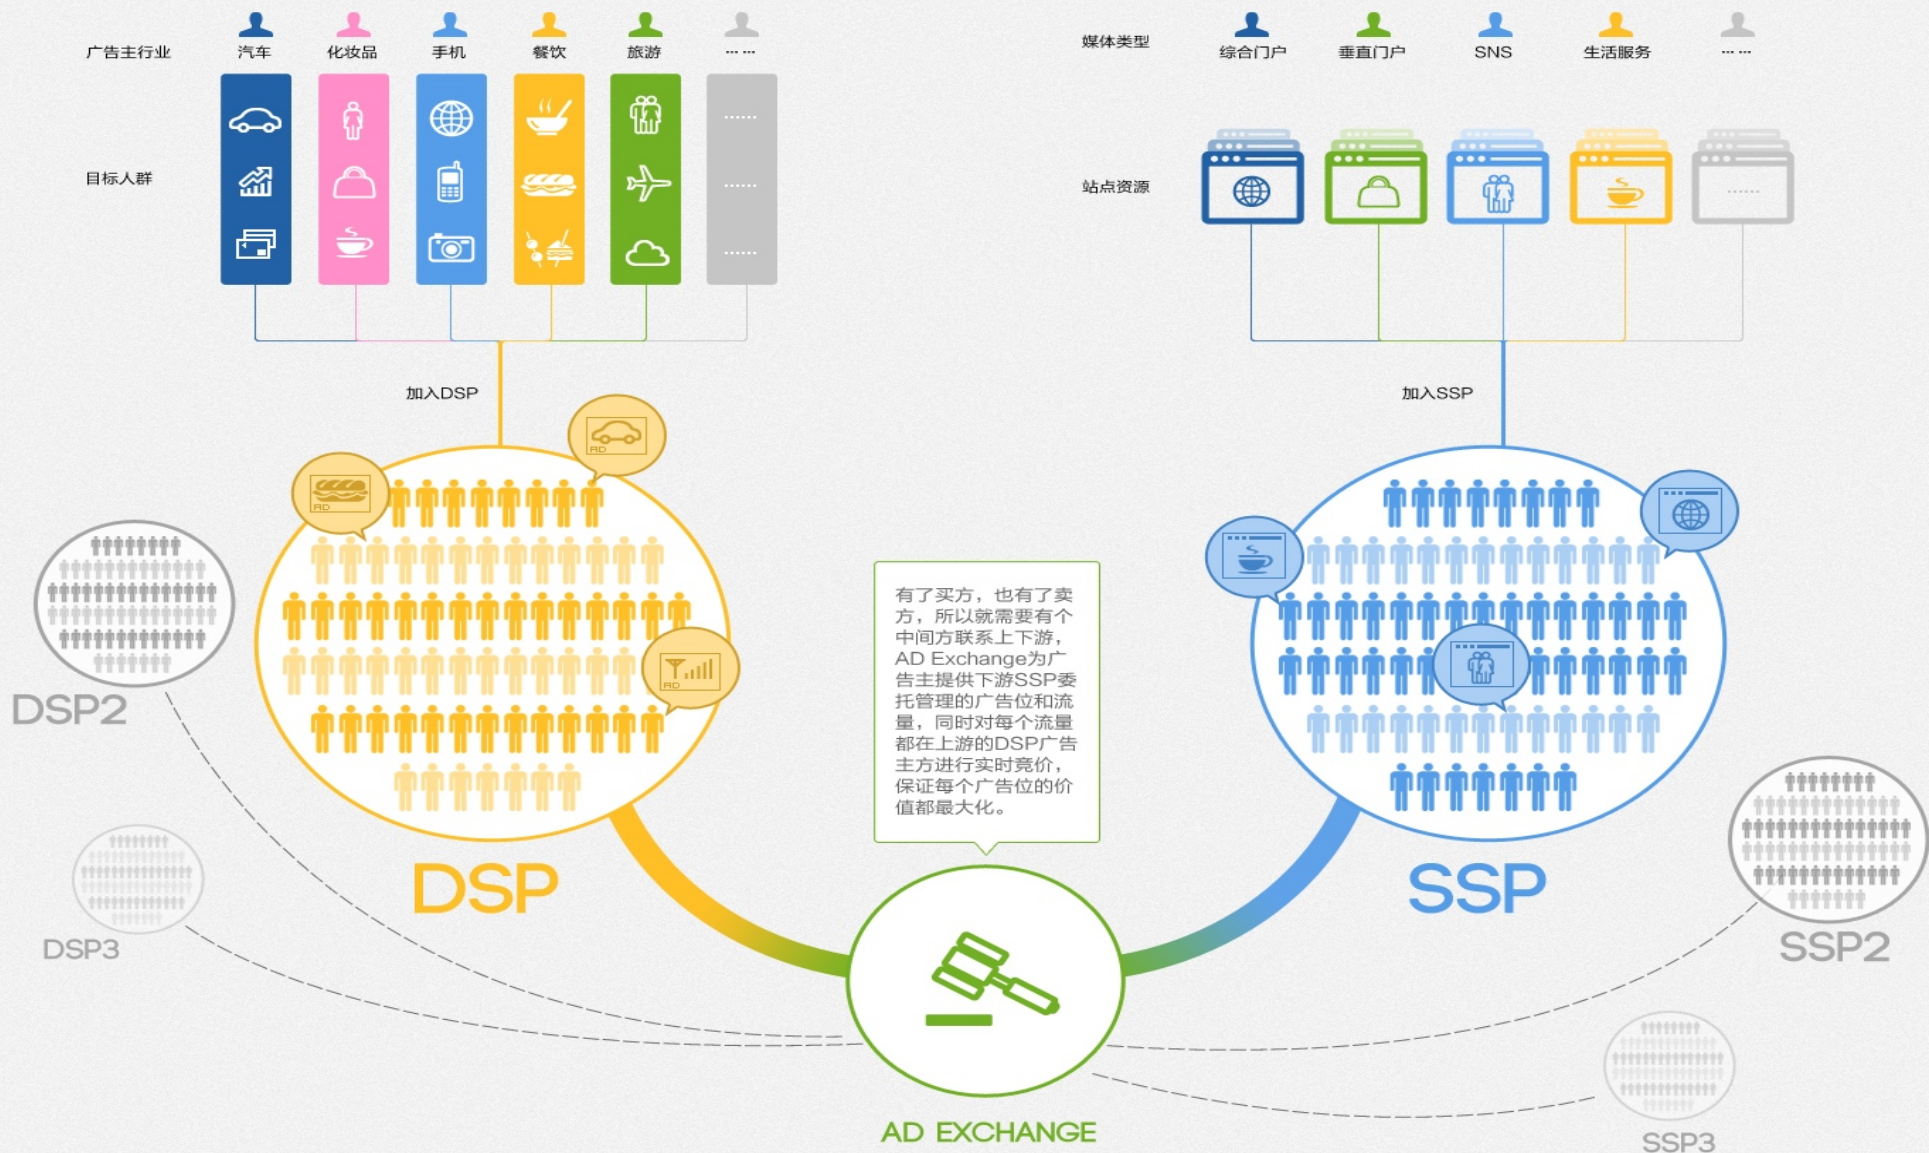 广告主行业
汽车
化妆品
手机
餐饮
旅游
... ...
目标人群
......
......
......
媒体类型
综合门户
垂直门户
SNS
生活服务
... ...
站点资源
......
加入DSP
加入SSP
AD
AD
AD
有了买方，也有了卖
方，所以就需要有个
中间方联系上下游，
AD Exchange为广
告主提供下游SSP委
托管理的广告位和流
量，同时对每个流量
都在上游的DSP广告
主方进行实时竞价，
保证每个广告位的价
值都最大化。
DSP2
DSP3
DSP
SSP
SSP2
SSP3
AD EXCHANGE